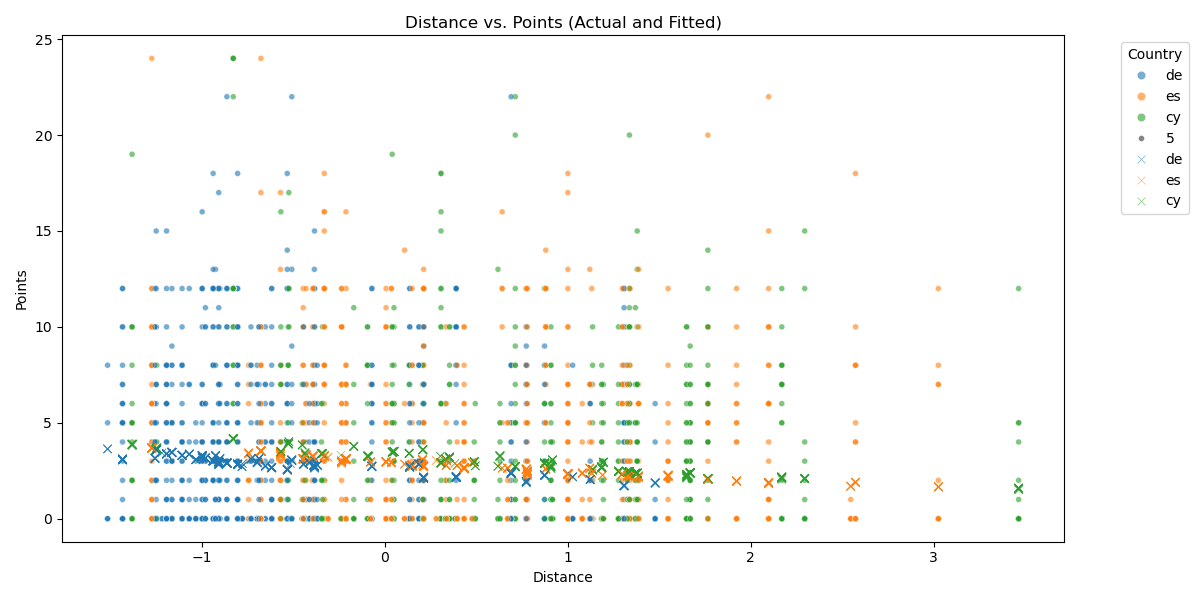 Distance vs. Points (Actual and Fitted)
25
20
15
10
5
0
Points
−1
0
1
2
3
Distance
Country
de
es
cy
5
de
es
cy